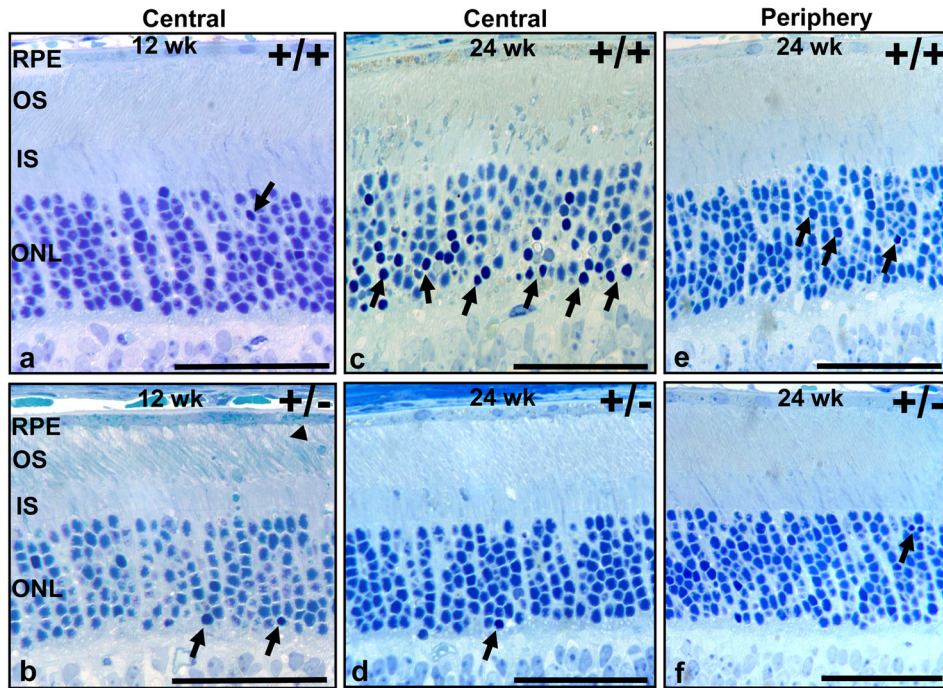 Central Central Periphery
RPE 12 wk +/+ 24 wk +/+ 24 wk +/+
OS
IS
ONL
a c e
12 wk +/- 24 wk +/- 24 wk +/-
RPE
OS
IS
ONL
b d f